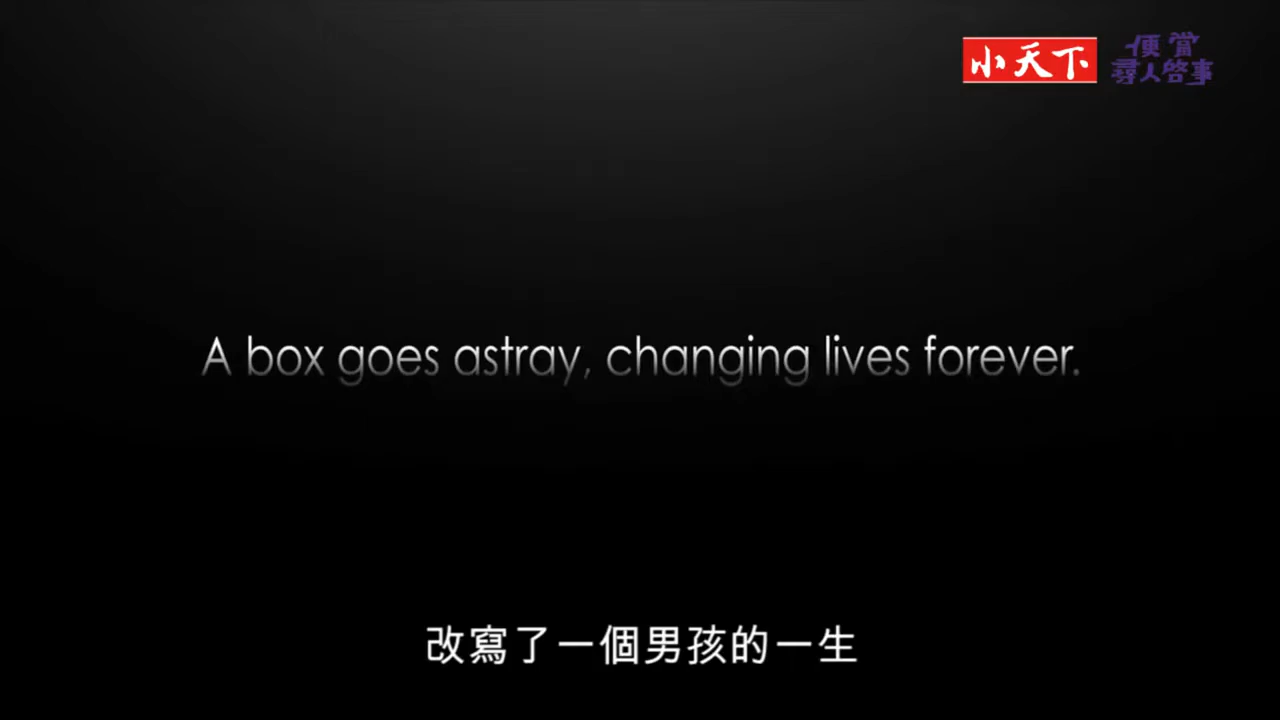 小天下
便當
尋人啓事
A box goes astray, changing lives forever.
改寫了一個男孩的一生